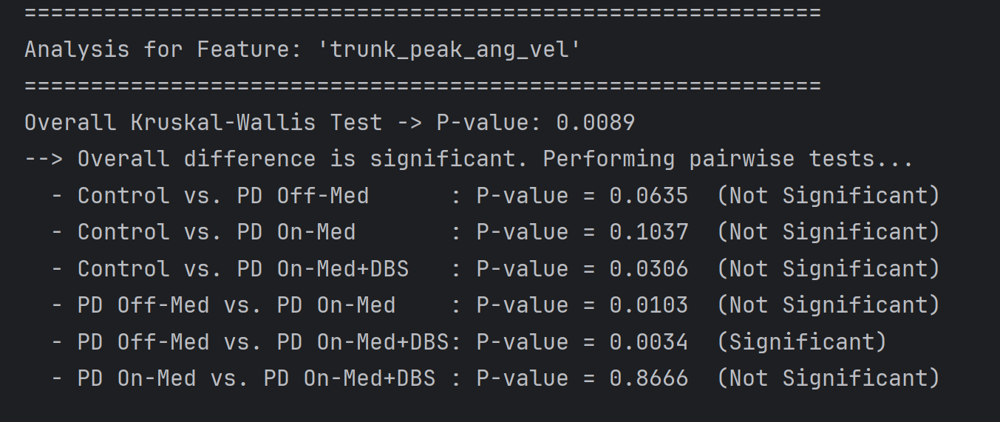 ============================================================
Analysis for Feature: 'trunk_peak_ang_vel'
============================================================
Overall Kruskal-Wallis Test -> P-value: 0.0089
--> Overall difference is significant. Performing pairwise tests...
  - Control vs. PD Off-Med      : P-value = 0.0635  (Not Significant)
  - Control vs. PD On-Med       : P-value = 0.1037  (Not Significant)
  - Control vs. PD On-Med+DBS   : P-value = 0.0306  (Not Significant)
  - PD Off-Med vs. PD On-Med    : P-value = 0.0103  (Not Significant)
  - PD Off-Med vs. PD On-Med+DBS: P-value = 0.0034  (Significant)
  - PD On-Med vs. PD On-Med+DBS : P-value = 0.8666  (Not Significant)